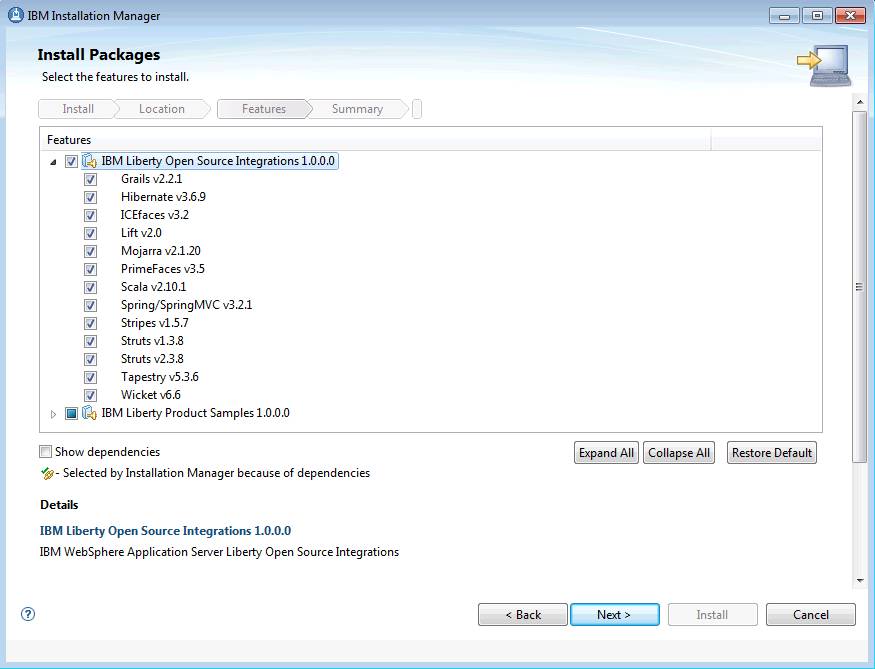 IBM Installation Manager
Install Packages
Select the features to install.
Install Location Features Summary
Features
IBM Liberty Open Source Integrations 1.0.0.0
Grails v2.2.1
Hibernate v3.6.9
ICEfaces v3.2
Lift v2.0
Mojarra v2.1.20
PrimeFaces v3.5
Scala v2.10.1
Spring/SpringMVC v3.2.1
Stripes v1.5.7
Struts v1.3.8
Struts v2.3.8
Tapestry v5.3.6
Wicket v6.6
IBM Liberty Product Samples 1.0.0.0
Show dependencies Expand All Collapse All Restore Default
- Selected by Installation Manager because of dependencies
Details
IBM Liberty Open Source Integrations 1.0.0.0
IBM WebSphere Application Server Liberty Open Source Integrations
? < Back Next > Install Cancel